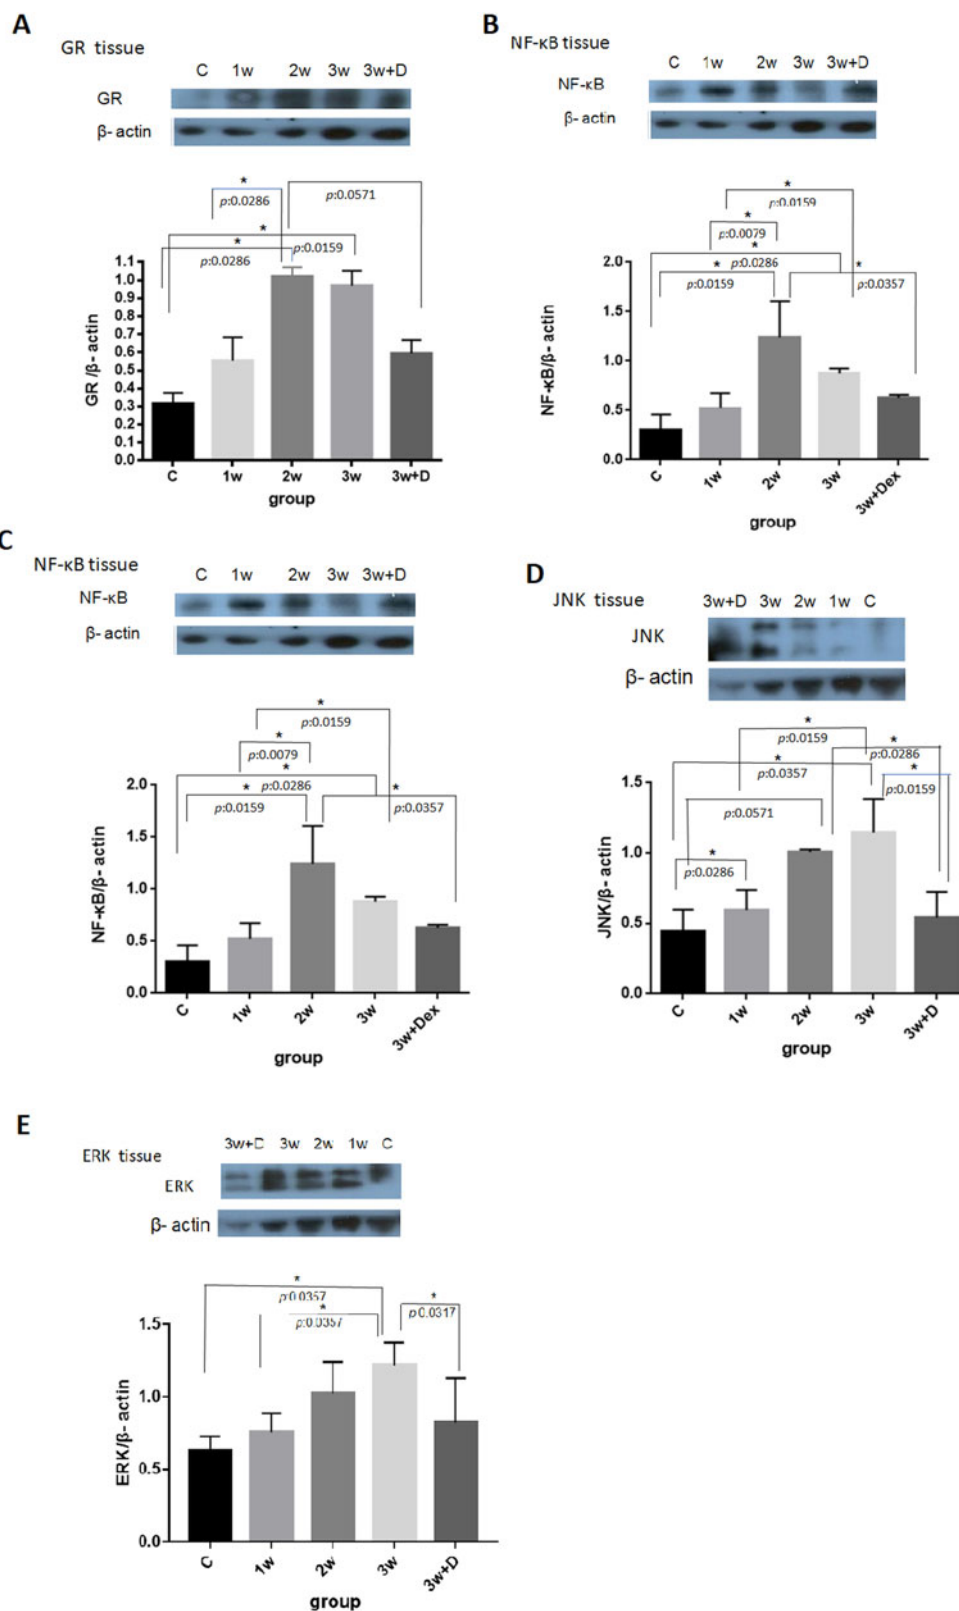 A
GR tissue
C 1w 2w 3w 3w+D
GR
β- actin
*
p:0.0286
p:0.0571
*
*
p:0.0159
p:0.0286
1.1
1.0
0.9
0.8
0.7
0.6
0.5
0.4
0.3
0.2
0.1
0.0
GR /β- actin
C 1w 2w 3w 3w+D
group
B
NF-κB tissue
C 1w 2w 3w 3w+D
NF-κB
β- actin
*
p:0.0159
*
p:0.0079
*
p:0.0286
*
p:0.0159
*
p:0.0357
2.0
1.5
1.0
0.5
0.0
NF-κB/β- actin
C 1w 2w 3w 3w+Dex
group
C
NF-κB tissue
C 1w 2w 3w 3w+D
NF-κB
β- actin
*
p:0.0159
*
p:0.0079
*
p:0.0286
*
p:0.0159
*
p:0.0357
2.0
1.5
1.0
0.5
0.0
NF-κB/β- actin
C 1w 2w 3w 3w+Dex
group
D
JNK tissue
3w+D 3w 2w 1w C
JNK
β- actin
*
p:0.0159
*
p:0.0286
*
p:0.0357
*
p:0.0159
p:0.0571
*
p:0.0286
1.5
1.0
0.5
0.0
JNK/β- actin
C 1w 2w 3w 3w+D
group
E
ERK tissue
3w+D 3w 2w 1w C
ERK
β- actin
*
p:0.0357
*
p:0.0357
*
p:0.0317
1.5
1.0
0.5
0.0
ERK/β- actin
C 1w 2w 3w 3w+D
group